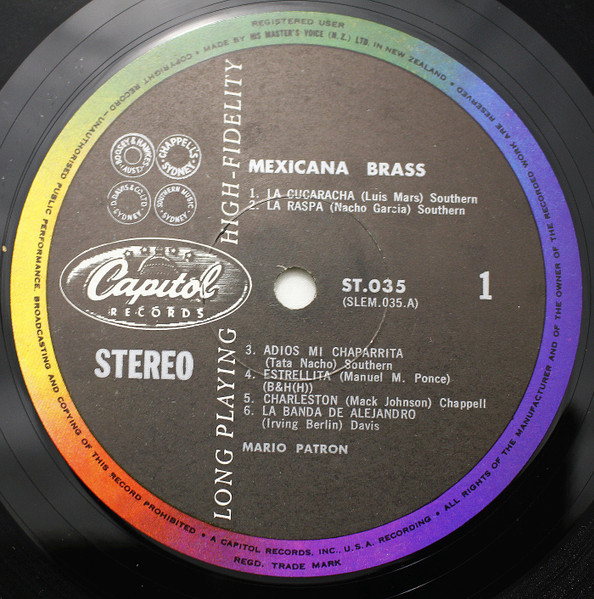 REGISTERED USER
• MADE BY HIS MASTER'S VOICE (N.Z.) LTD. IN NEW ZEALAND •
COPYRIGHT RECORD—UNAUTHORISED PUBLIC PERFORMANCE, BROADCASTING AND COPYING OF THIS RECORD PROHIBITED • A CAPITOL RECORDS, INC., U.S.A. RECORDING • ALL RIGHTS OF THE MANUFACTURER AND OF THE OWNER OF THE RECORDED WORK ARE RESERVED
REGD. TRADE MARK
LONG PLAYING HIGH-FIDELITY
BOOSEY & HAWKES (AUST)
CHAPPELL'S SYDNEY
D. DAVIS & CO. LTD. SYDNEY
SOUTHERN MUSIC SYDNEY
MEXICANA BRASS
1. LA CUCARACHA (Luis Mars) Southern
2. LA RASPA (Nacho Garcia) Southern
Capitol
RECORDS
ST.035
(SLEM.035.A)
1
STEREO
3. ADIOS MI CHAPARRITA
(Tata Nacho) Southern
4. ESTRELLITA (Manuel M. Ponce)
(B&H(H))
5. CHARLESTON (Mack Johnson) Chappell
6. LA BANDA DE ALEJANDRO
(Irving Berlin) Davis
MARIO PATRON